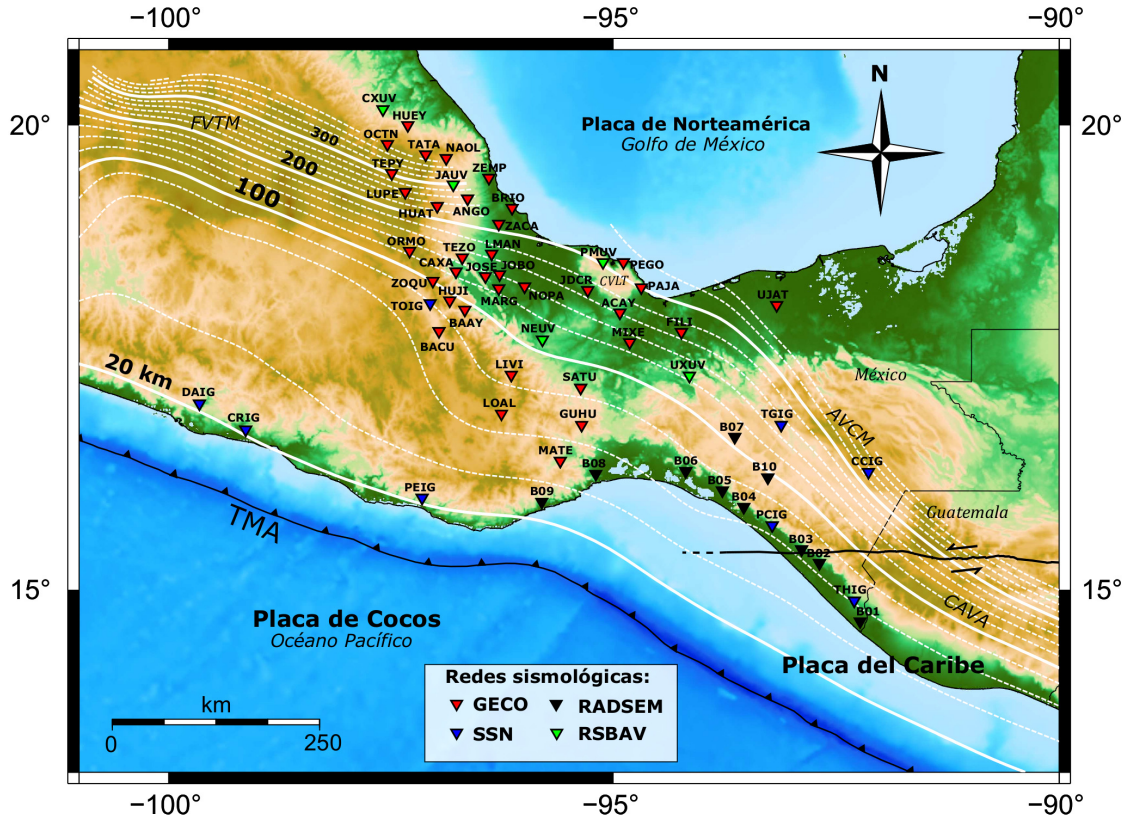 −100°
−95°
−90°
20°
20°
15°
15°
−100°
−95°
−90°
N
Placa de Norteamérica
Golfo de México
CXUV
HUEY
OCTN
TATA
NAOL
TEPY
JAUV
ZEMP
LUPE
HUAT
ANGO
BRIO
ZACA
ORMO
TEZO
LMAN
CAXA
JOSE
JOBO
ZOQU
HUJI
MARG
NOPA
TOIG
BAAY
BACU
PMUV
PEGO
CVLT
JDCR
PAJA
ACAY
UJAT
NEUV
MIXE
FILI
LIVI
SATU
UXUV
LOAL
GUHU
MATE
B08
B09
B06
B07
TGIG
B10
B05
B04
PCIG
CCIG
B03
B02
THIG
B01
DAIG
CRIG
PEIG
FVTM
300
200
100
20 km
TMA
México
AVCM
Guatemala
CAVA
Placa de Cocos
Océano Pacífico
Placa del Caribe
Redes sismológicas:
GECO
RADSEM
SSN
RSBAV
km
0
250